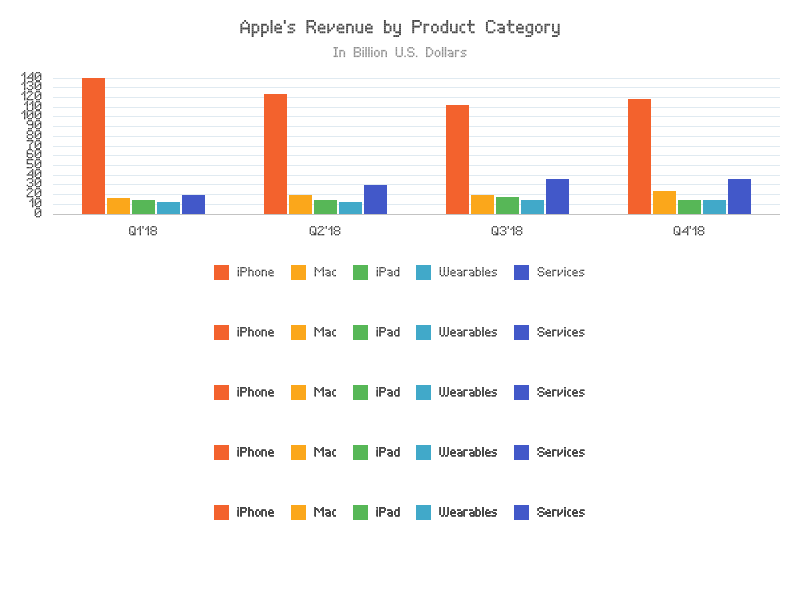 Apple's Revenue by Product Category
In Billion U.S. Dollars
140
130
120
110
100
90
80
70
60
50
40
30
20
10
0
Q1'18 Q2'18 Q3'18 Q4'18
iPhone Mac iPad Wearables Services
iPhone Mac iPad Wearables Services
iPhone Mac iPad Wearables Services
iPhone Mac iPad Wearables Services
iPhone Mac iPad Wearables Services